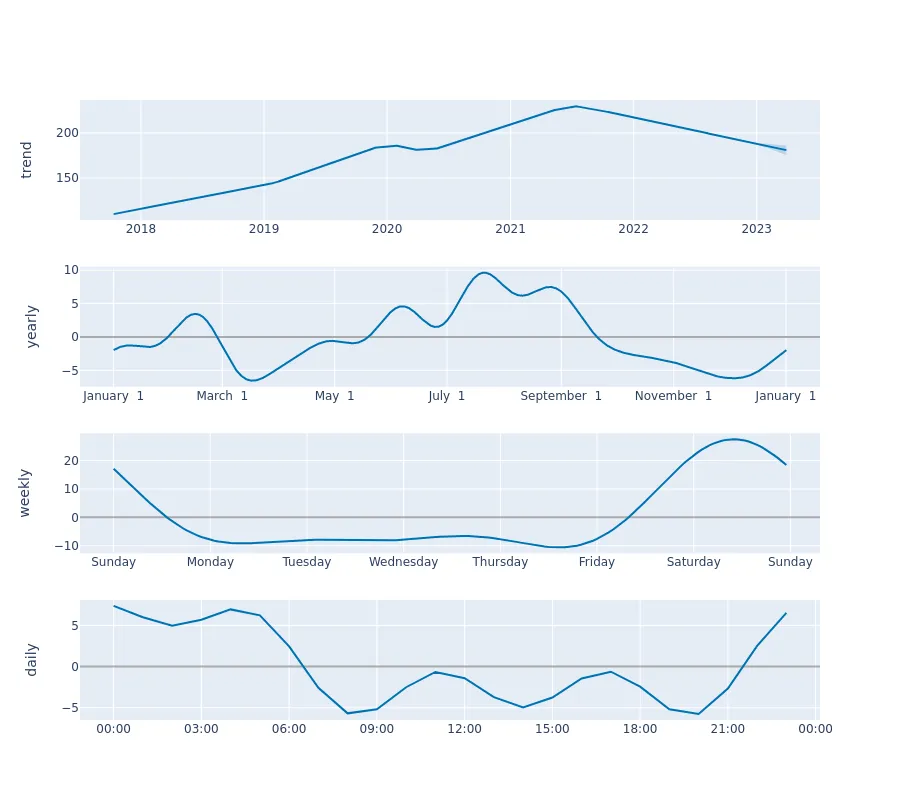 trend
200
150
2018 2019 2020 2021 2022 2023
yearly
10
5
0
−5
January 1 March 1 May 1 July 1 September 1 November 1 January 1
weekly
20
10
0
−10
Sunday Monday Tuesday Wednesday Thursday Friday Saturday Sunday
daily
5
0
−5
00:00 03:00 06:00 09:00 12:00 15:00 18:00 21:00 00:00